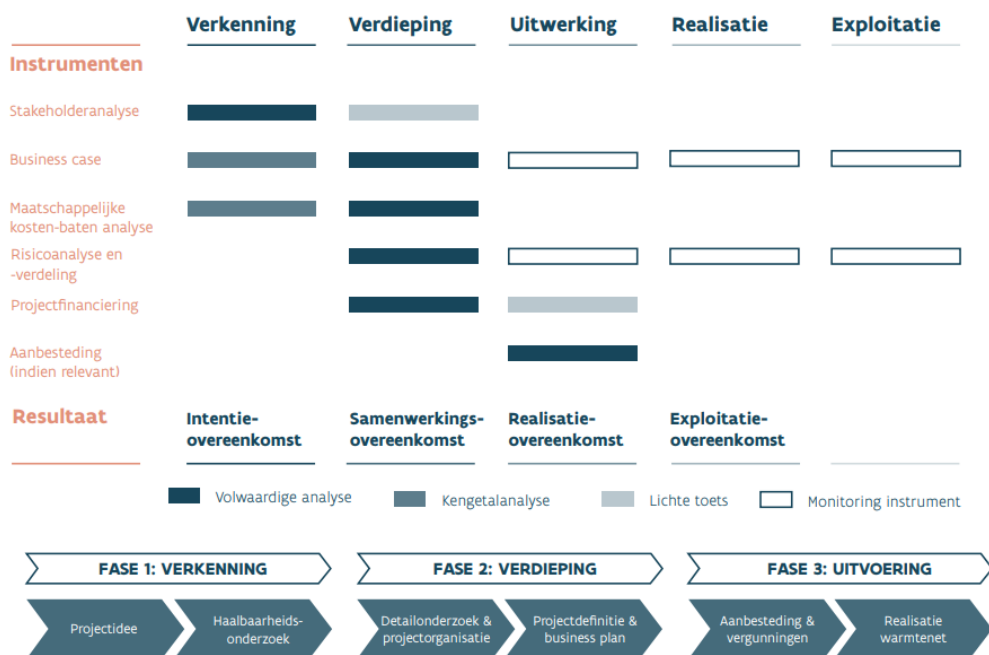 Verkenning
Verdieping
Uitwerking
Realisatie
Exploitatie
Instrumenten
Stakeholderanalyse
Business case
Maatschappelijke
kosten-baten analyse
Risicoanalyse en
-verdeling
Projectfinanciering
Aanbesteding
(indien relevant)
Resultaat
Intentie-
overeenkomst
Samenwerkings-
overeenkomst
Realisatie-
overeenkomst
Exploitatie-
overeenkomst
Volwaardige analyse
Kengetalanalyse
Lichte toets
Monitoring instrument
FASE 1: VERKENNING
FASE 2: VERDIEPING
FASE 3: UITVOERING
Projectidee
Haalbaarheids-
onderzoek
Detailonderzoek &
projectorganisatie
Projectdefinitie &
business plan
Aanbesteding &
vergunningen
Realisatie
warmtenet